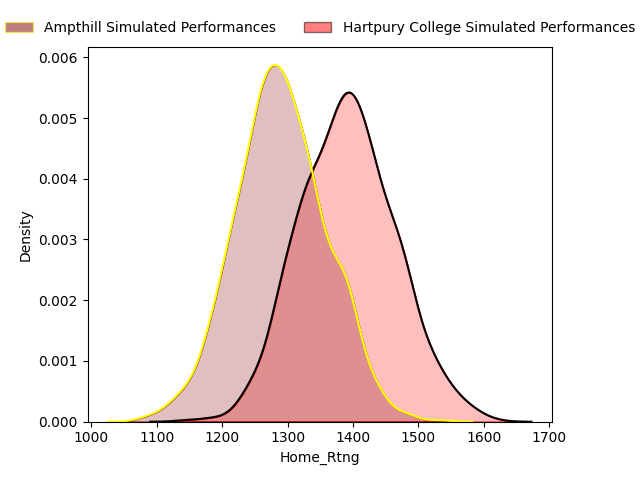 Ampthill Simulated Performances Hartpury College Simulated Performances
0.006
0.005
0.004
0.003
0.002
0.001
0.000
Density
1000 1100 1200 1300 1400 1500 1600 1700
Home_Rtng